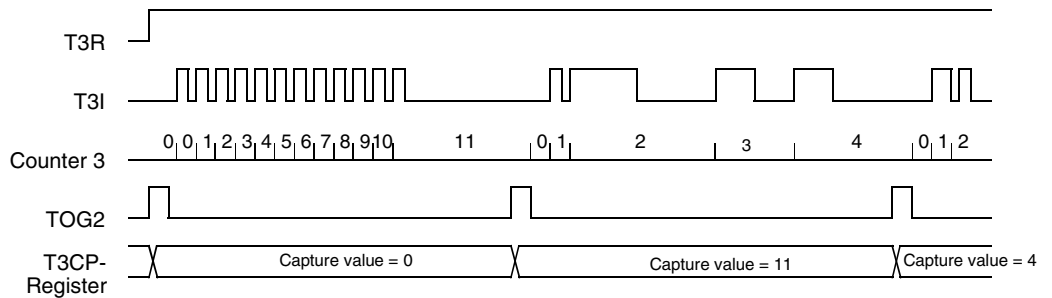 T3R
T3I
Counter 3
0 0 1 2 3 4 5 6 7 8 9 10 11 0 1 2 3 4 0 1 2
TOG2
T3CP-
Register
Capture value = 0
Capture value = 11
Capture value = 4